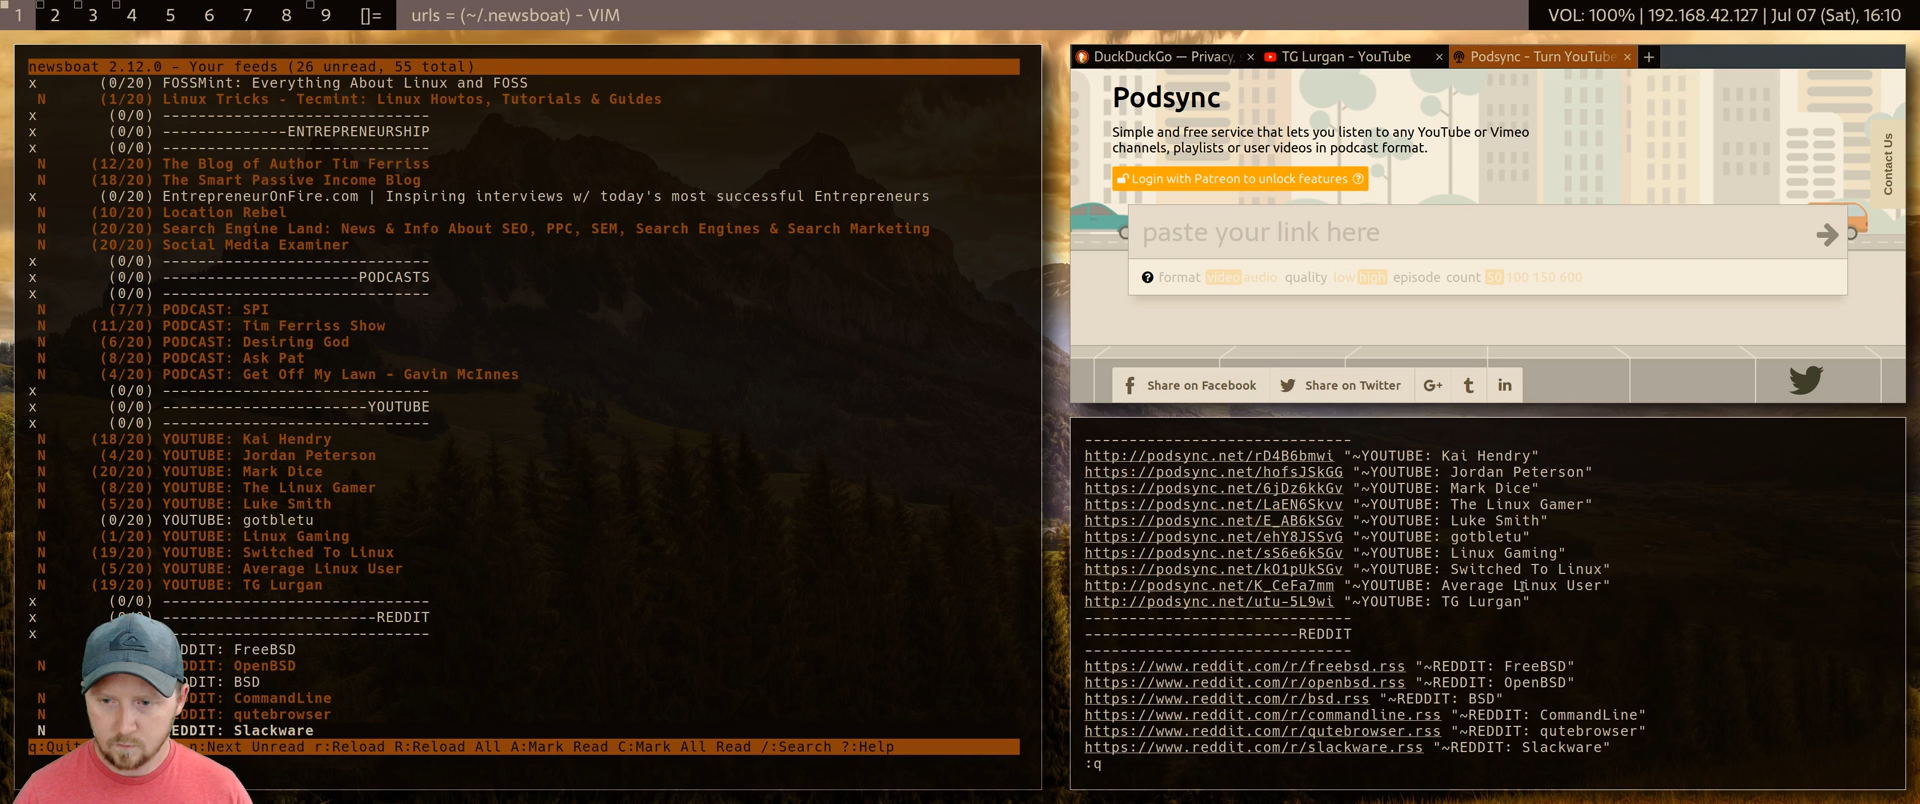 1 2 3 4 5 6 7 8 9 []= urls = (~/.newsboat) - VIM
VOL: 100% | 192.168.42.127 | Jul 07 (Sat), 16:10
newsboat 2.12.0 - Your feeds (26 unread, 55 total)
x (0/20) FOSSMint: Everything About Linux and FOSS
N (1/20) Linux Tricks - Tecmint: Linux Howtos, Tutorials & Guides
x (0/0) ------------------------------
x (0/0) --------------ENTREPRENEURSHIP
x (0/0) ------------------------------
N (12/20) The Blog of Author Tim Ferriss
N (18/20) The Smart Passive Income Blog
x (0/20) EntrepreneurOnFire.com | Inspiring interviews w/ today's most successful Entrepreneurs
N (10/20) Location Rebel
N (20/20) Search Engine Land: News & Info About SEO, PPC, SEM, Search Engines & Search Marketing
N (20/20) Social Media Examiner
x (0/0) ------------------------------
x (0/0) ----------------------PODCASTS
x (0/0) ------------------------------
N (7/7) PODCAST: SPI
N (11/20) PODCAST: Tim Ferriss Show
N (6/20) PODCAST: Desiring God
N (8/20) PODCAST: Ask Pat
N (4/20) PODCAST: Get Off My Lawn - Gavin McInnes
x (0/0) ------------------------------
x (0/0) -----------------------YOUTUBE
x (0/0) ------------------------------
N (18/20) YOUTUBE: Kai Hendry
N (4/20) YOUTUBE: Jordan Peterson
N (20/20) YOUTUBE: Mark Dice
N (8/20) YOUTUBE: The Linux Gamer
N (5/20) YOUTUBE: Luke Smith
(0/20) YOUTUBE: gotbletu
N (1/20) YOUTUBE: Linux Gaming
N (19/20) YOUTUBE: Switched To Linux
N (5/20) YOUTUBE: Average Linux User
N (19/20) YOUTUBE: TG Lurgan
x (0/0) ------------------------------
x ------------------------REDDIT
x ------------------------------
DDIT: FreeBSD
N DDIT: OpenBSD
DDIT: BSD
N DDIT: CommandLine
N DDIT: qutebrowser
N EDDIT: Slackware
q:Quit n:Next Unread r:Reload R:Reload All A:Mark Read C:Mark All Read /:Search ?:Help
DuckDuckGo — Privacy, × TG Lurgan - YouTube × Podsync - Turn YouTube × +
Podsync
Simple and free service that lets you listen to any YouTube or Vimeo
channels, playlists or user videos in podcast format.
Login with Patreon to unlock features ?
Contact Us
paste your link here
? format video audio quality low high episode count 50 100 150 600
Share on Facebook Share on Twitter G+ t in
------------------------------
http://podsync.net/rD4B6bmwi "~YOUTUBE: Kai Hendry"
https://podsync.net/hofsJSkGG "~YOUTUBE: Jordan Peterson"
https://podsync.net/6jDz6kkGv "~YOUTUBE: Mark Dice"
https://podsync.net/LaEN6Skvv "~YOUTUBE: The Linux Gamer"
https://podsync.net/E_AB6kSGv "~YOUTUBE: Luke Smith"
https://podsync.net/ehY8JSSvG "~YOUTUBE: gotbletu"
https://podsync.net/sS6e6kSGv "~YOUTUBE: Linux Gaming"
https://podsync.net/kO1pUkSGv "~YOUTUBE: Switched To Linux"
http://podsync.net/K_CeFa7mm "~YOUTUBE: Average Linux User"
http://podsync.net/utu-5L9wi "~YOUTUBE: TG Lurgan"
------------------------------
------------------------REDDIT
------------------------------
https://www.reddit.com/r/freebsd.rss "~REDDIT: FreeBSD"
https://www.reddit.com/r/openbsd.rss "~REDDIT: OpenBSD"
https://www.reddit.com/r/bsd.rss "~REDDIT: BSD"
https://www.reddit.com/r/commandline.rss "~REDDIT: CommandLine"
https://www.reddit.com/r/qutebrowser.rss "~REDDIT: qutebrowser"
https://www.reddit.com/r/slackware.rss "~REDDIT: Slackware"
:q